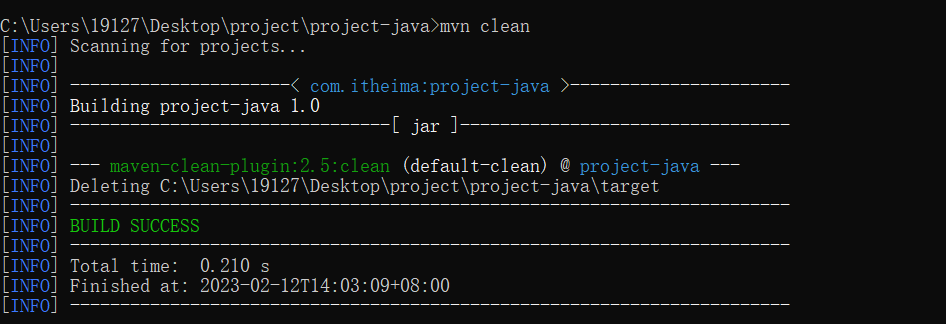 C:\Users\19127\Desktop\project\project-java>mvn clean
[INFO] Scanning for projects...
[INFO]
[INFO] ----------------------< com.itheima:project-java >----------------------
[INFO] Building project-java 1.0
[INFO] --------------------------------[ jar ]---------------------------------
[INFO]
[INFO] --- maven-clean-plugin:2.5:clean (default-clean) @ project-java ---
[INFO] Deleting C:\Users\19127\Desktop\project\project-java\target
[INFO] ------------------------------------------------------------------------
[INFO] BUILD SUCCESS
[INFO] ------------------------------------------------------------------------
[INFO] Total time:  0.210 s
[INFO] Finished at: 2023-02-12T14:03:09+08:00
[INFO] ------------------------------------------------------------------------